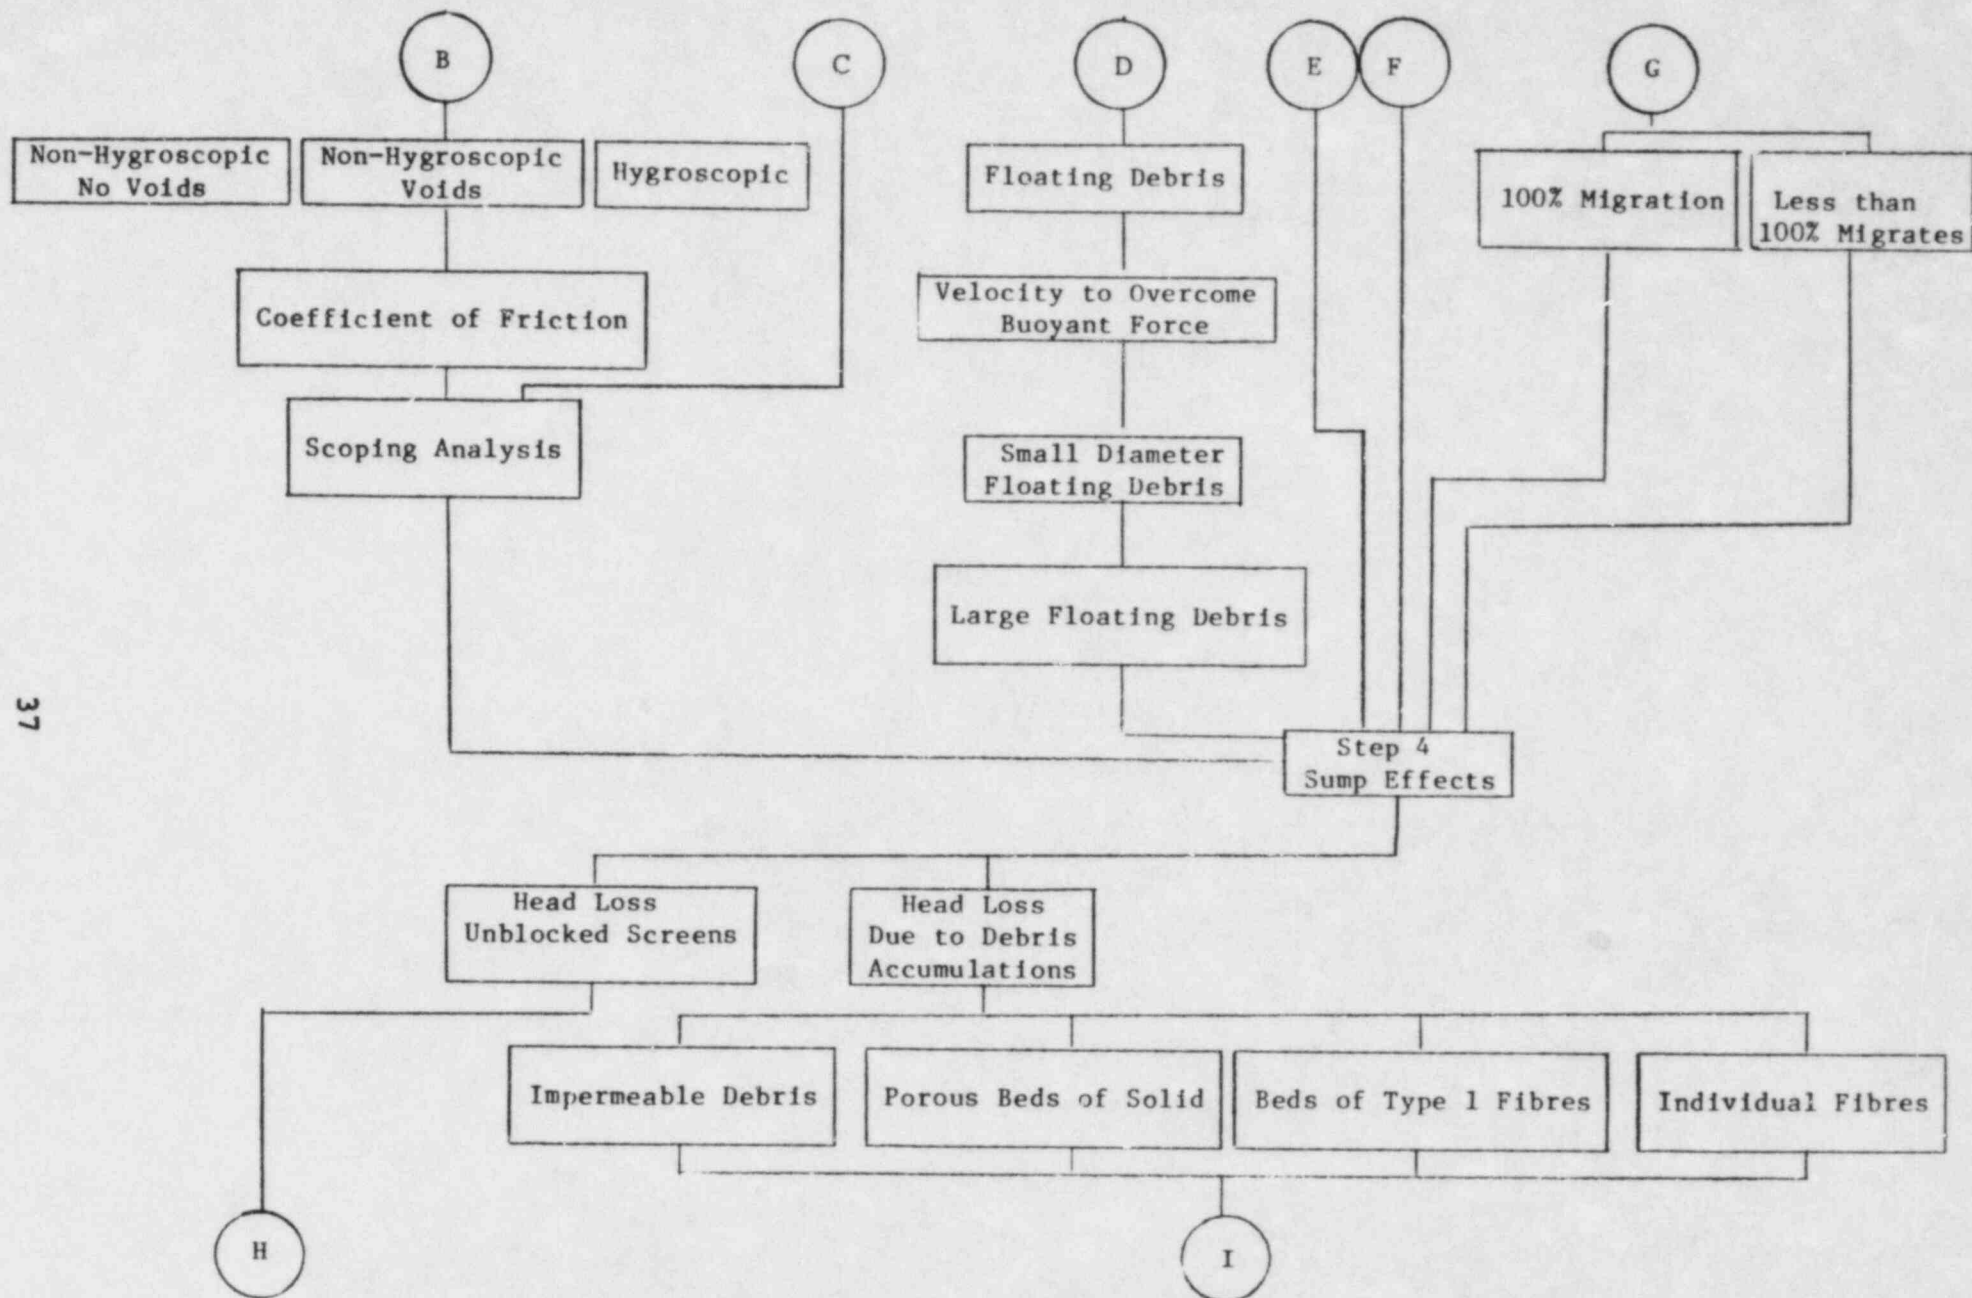 B
C
D
E
F
G
Non-Hygroscopic
No Voids
Non-Hygroscopic
Voids
Hygroscopic
Floating Debris
100% Migration
Less than
100% Migrates
Coefficient of Friction
Velocity to Overcome
Buoyant Force
Scoping Analysis
Small Diameter
Floating Debris
Large Floating Debris
37
Step 4
Sump Effects
Head Loss
Unblocked Screens
Head Loss
Due to Debris
Accumulations
Impermeable Debris
Porous Beds of Solid
Beds of Type 1 Fibres
Individual Fibres
H
I